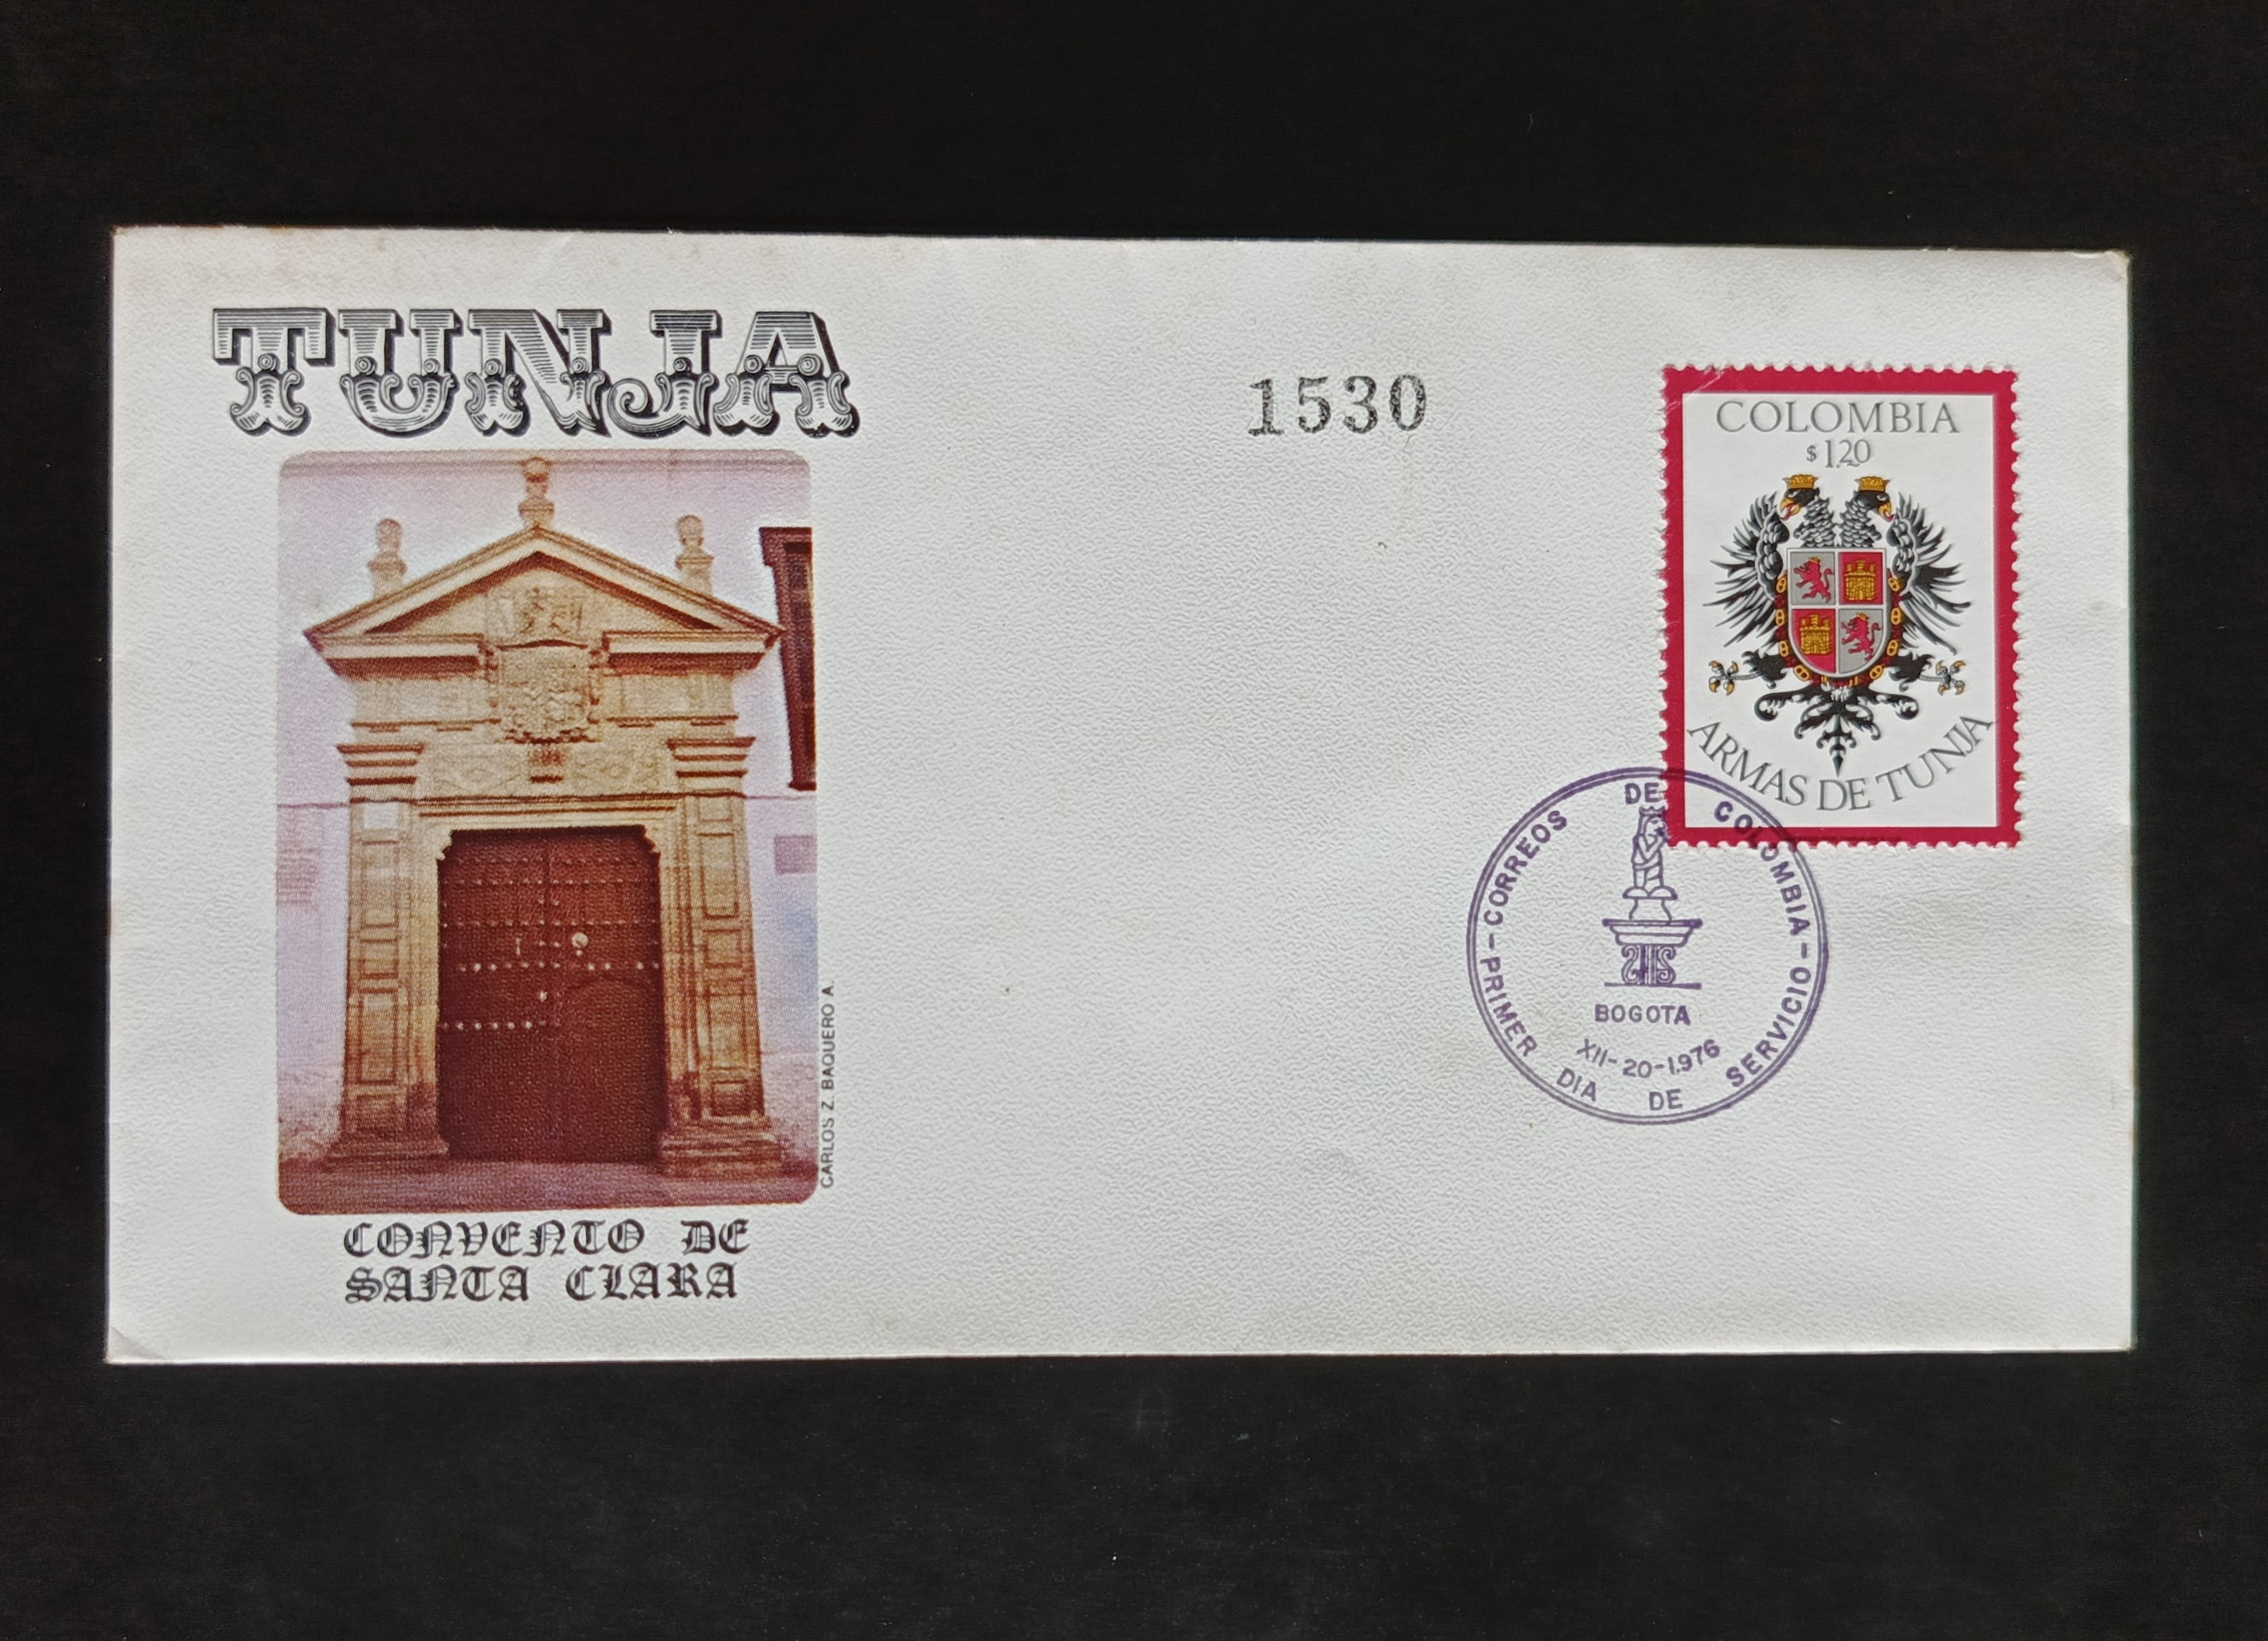 TUNJA
1530
COLOMBIA
$ 1.20
ARMAS DE TUNJA
CORREOS DE COLOMBIA
BOGOTA
XII-20-1.976
PRIMER DIA DE SERVICIO
CARLOS Z. BAQUERO A.
CONVENTO DE
SANTA CLARA